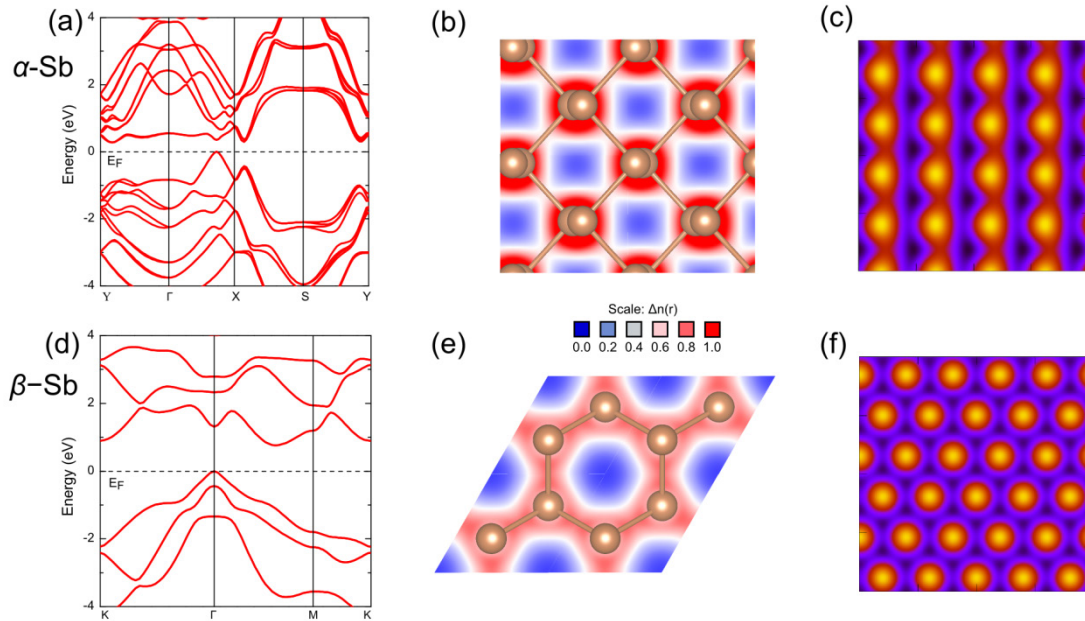 (a)
α-Sb
Energy (eV)
4
2
0
-2
-4
E_F
Y Γ X S Y
(b)
(c)
Scale: Δn(r)
0.0 0.2 0.4 0.6 0.8 1.0
(d)
β−Sb
Energy (eV)
4
2
0
-2
-4
E_F
K Γ M K
(e)
(f)